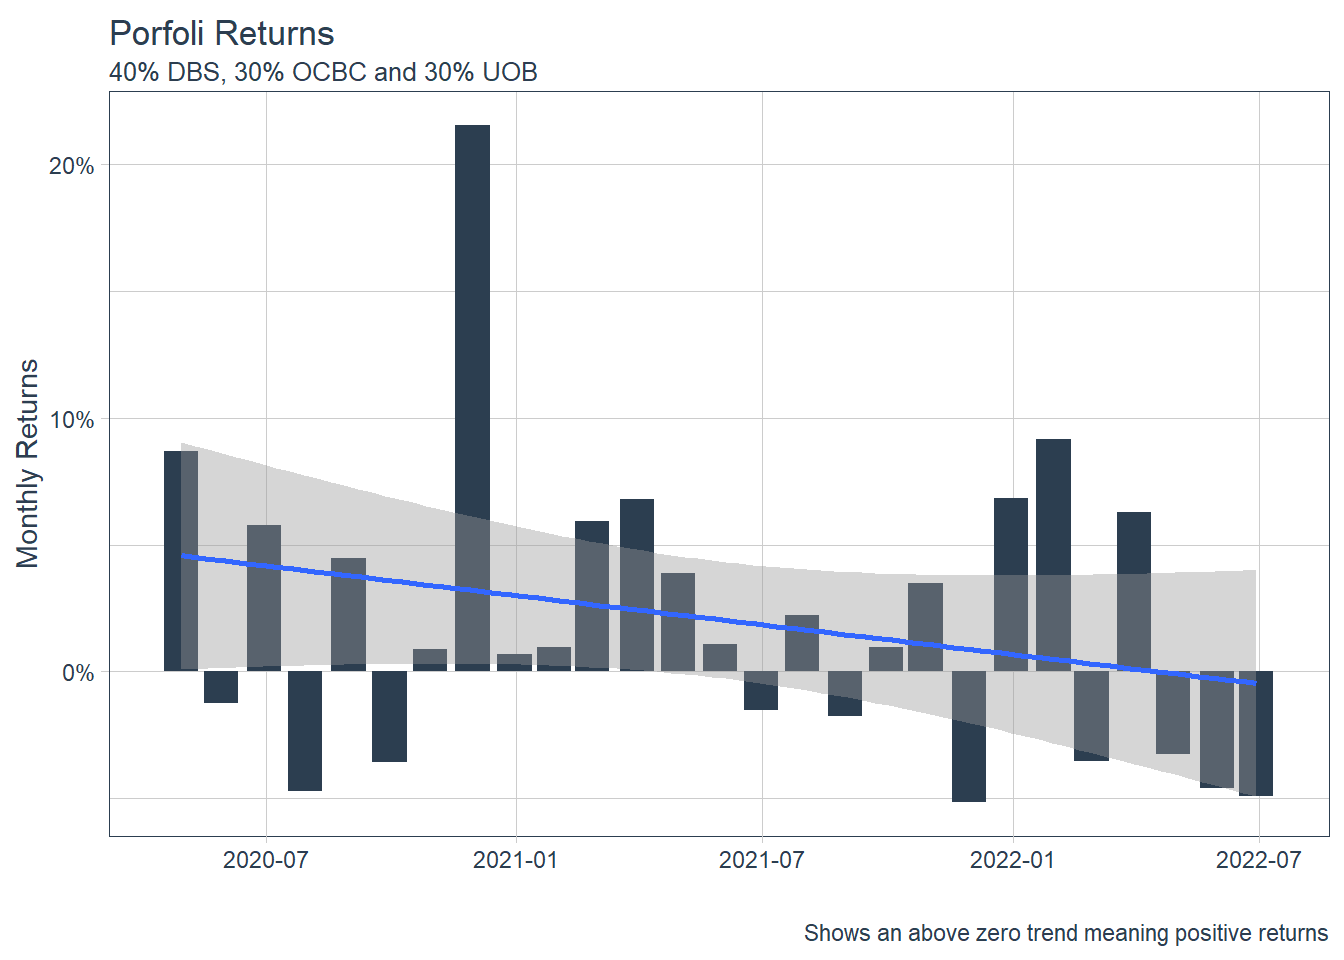 Porfoli Returns
40% DBS, 30% OCBC and 30% UOB
Monthly Returns
20%
10%
0%
2020-07
2021-01
2021-07
2022-01
2022-07
Shows an above zero trend meaning positive returns